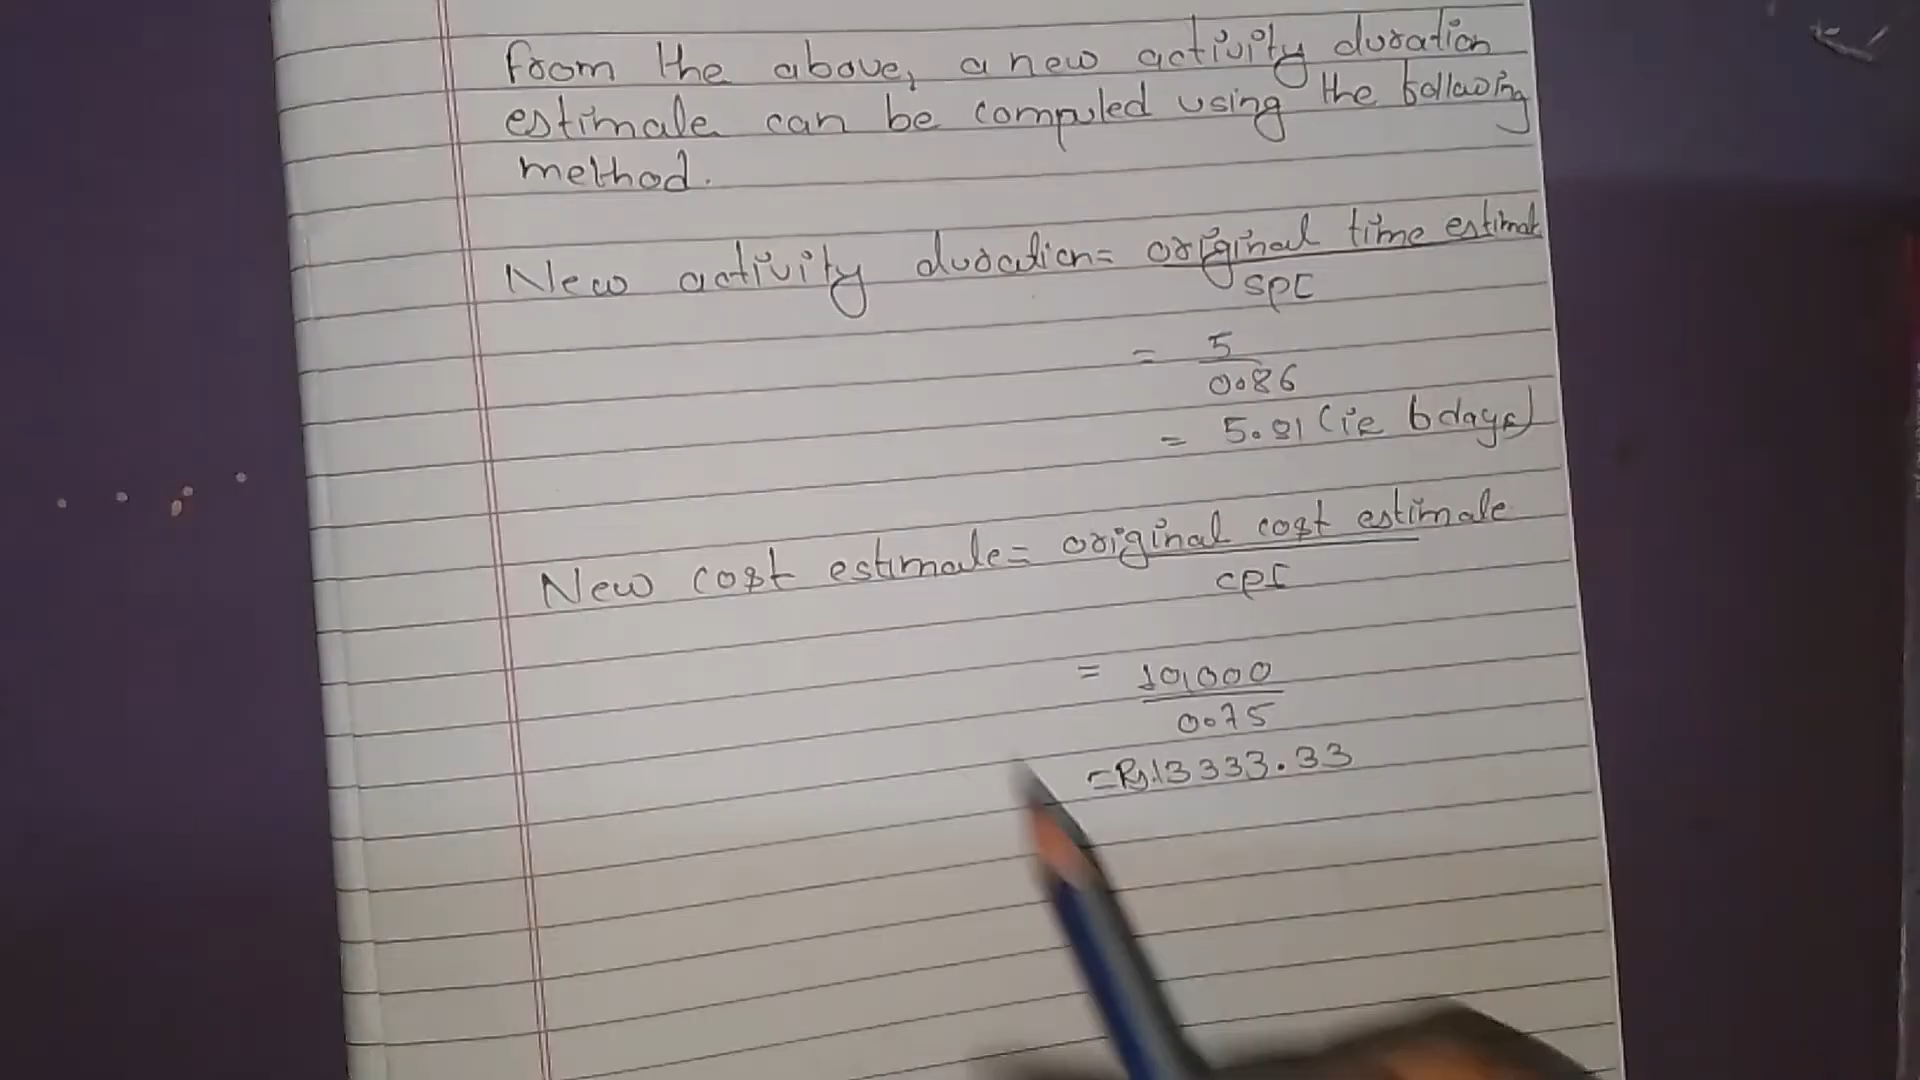 from the above, a new activity duration
estimate can be computed using the following
method.
New activity duration = original time estimate
SPI
= 5
0.86
= 5.81 (ie 6 days)
New cost estimate = original cost estimate
CPI
= 10,000
0.75
= Rs.13333.33